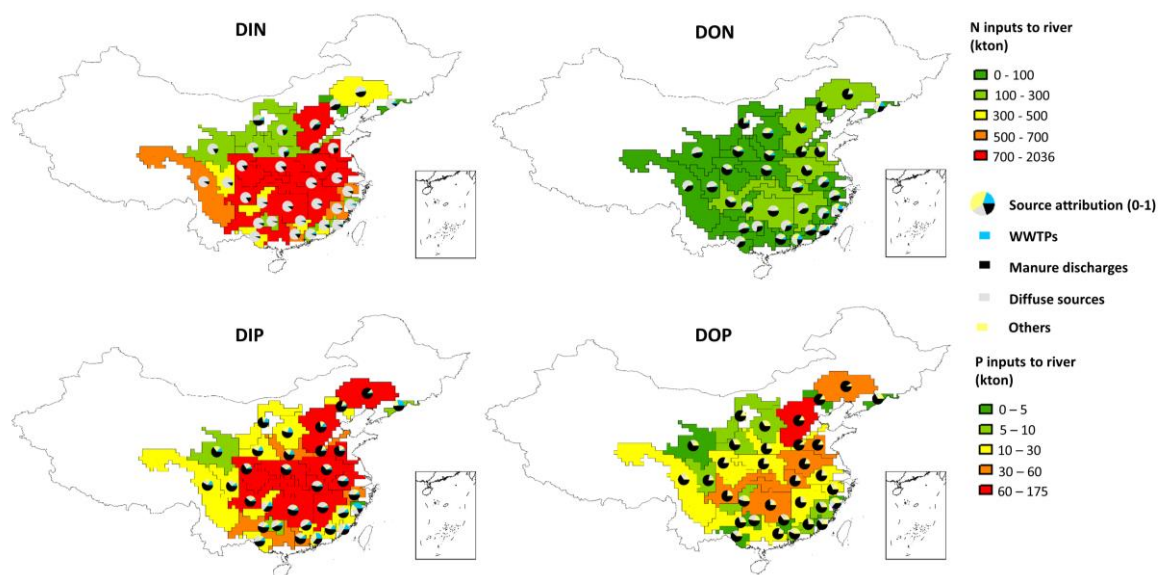 DIN
DON
N inputs to river
(kton)
0 - 100
100 - 300
300 - 500
500 - 700
700 - 2036
Source attribution (0-1)
WWTPs
Manure discharges
Diffuse sources
Others
DIP
DOP
P inputs to river
(kton)
0 – 5
5 – 10
10 – 30
30 – 60
60 – 175